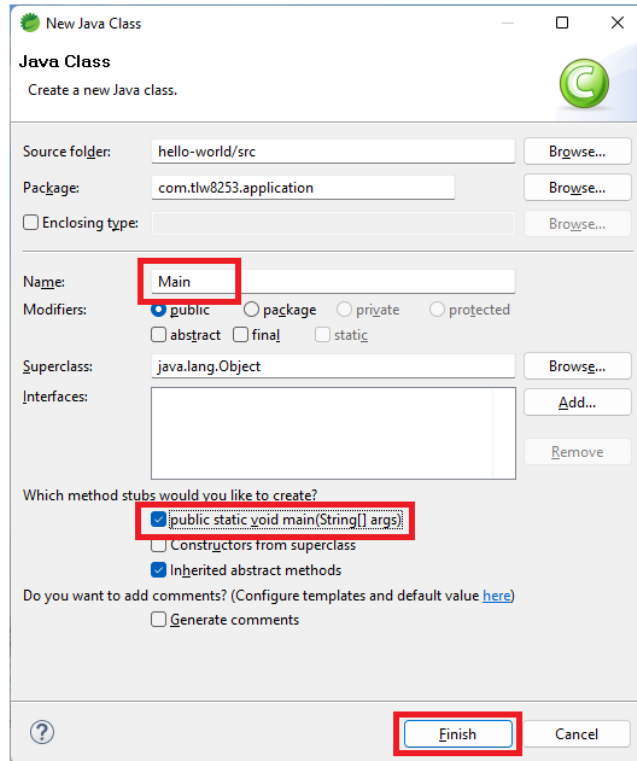 New Java Class
Java Class
Create a new Java class.
C
Source folder: hello-world/src Browse...
Package: com.tlw8253.application Browse...
Enclosing type: Browse...
Name: Main
Modifiers: public package private protected
abstract final static
Superclass: java.lang.Object Browse...
Interfaces: Add...
Remove
Which method stubs would you like to create?
public static void main(String[] args)
Constructors from superclass
Inherited abstract methods
Do you want to add comments? (Configure templates and default value here)
Generate comments
? Finish Cancel